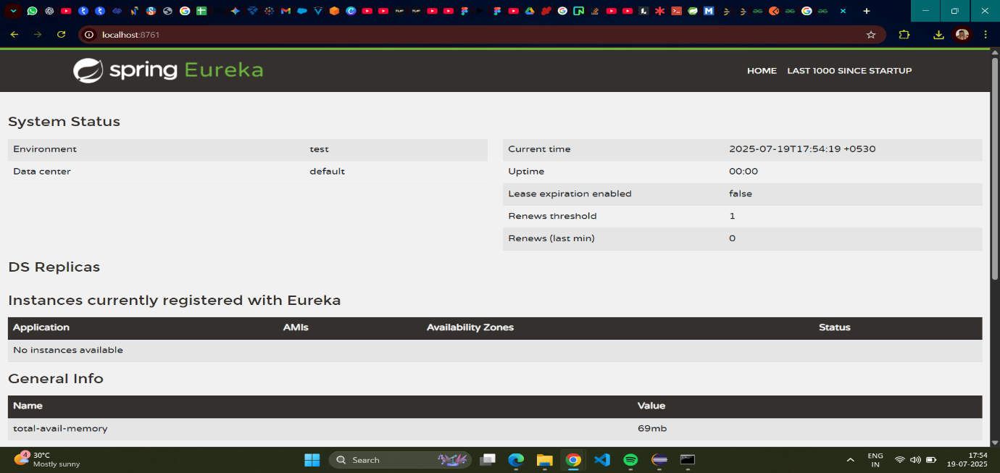 localhost:8761
spring Eureka
HOME LAST 1000 SINCE STARTUP
System Status
Environment test
Data center default
Current time 2025-07-19T17:54:19 +0530
Uptime 00:00
Lease expiration enabled false
Renews threshold 1
Renews (last min) 0
DS Replicas
Instances currently registered with Eureka
Application AMIs Availability Zones Status
No instances available
General Info
Name Value
total-avail-memory 69mb
4
30°C
Mostly sunny
Search
ENG
IN
17:54
19-07-2025